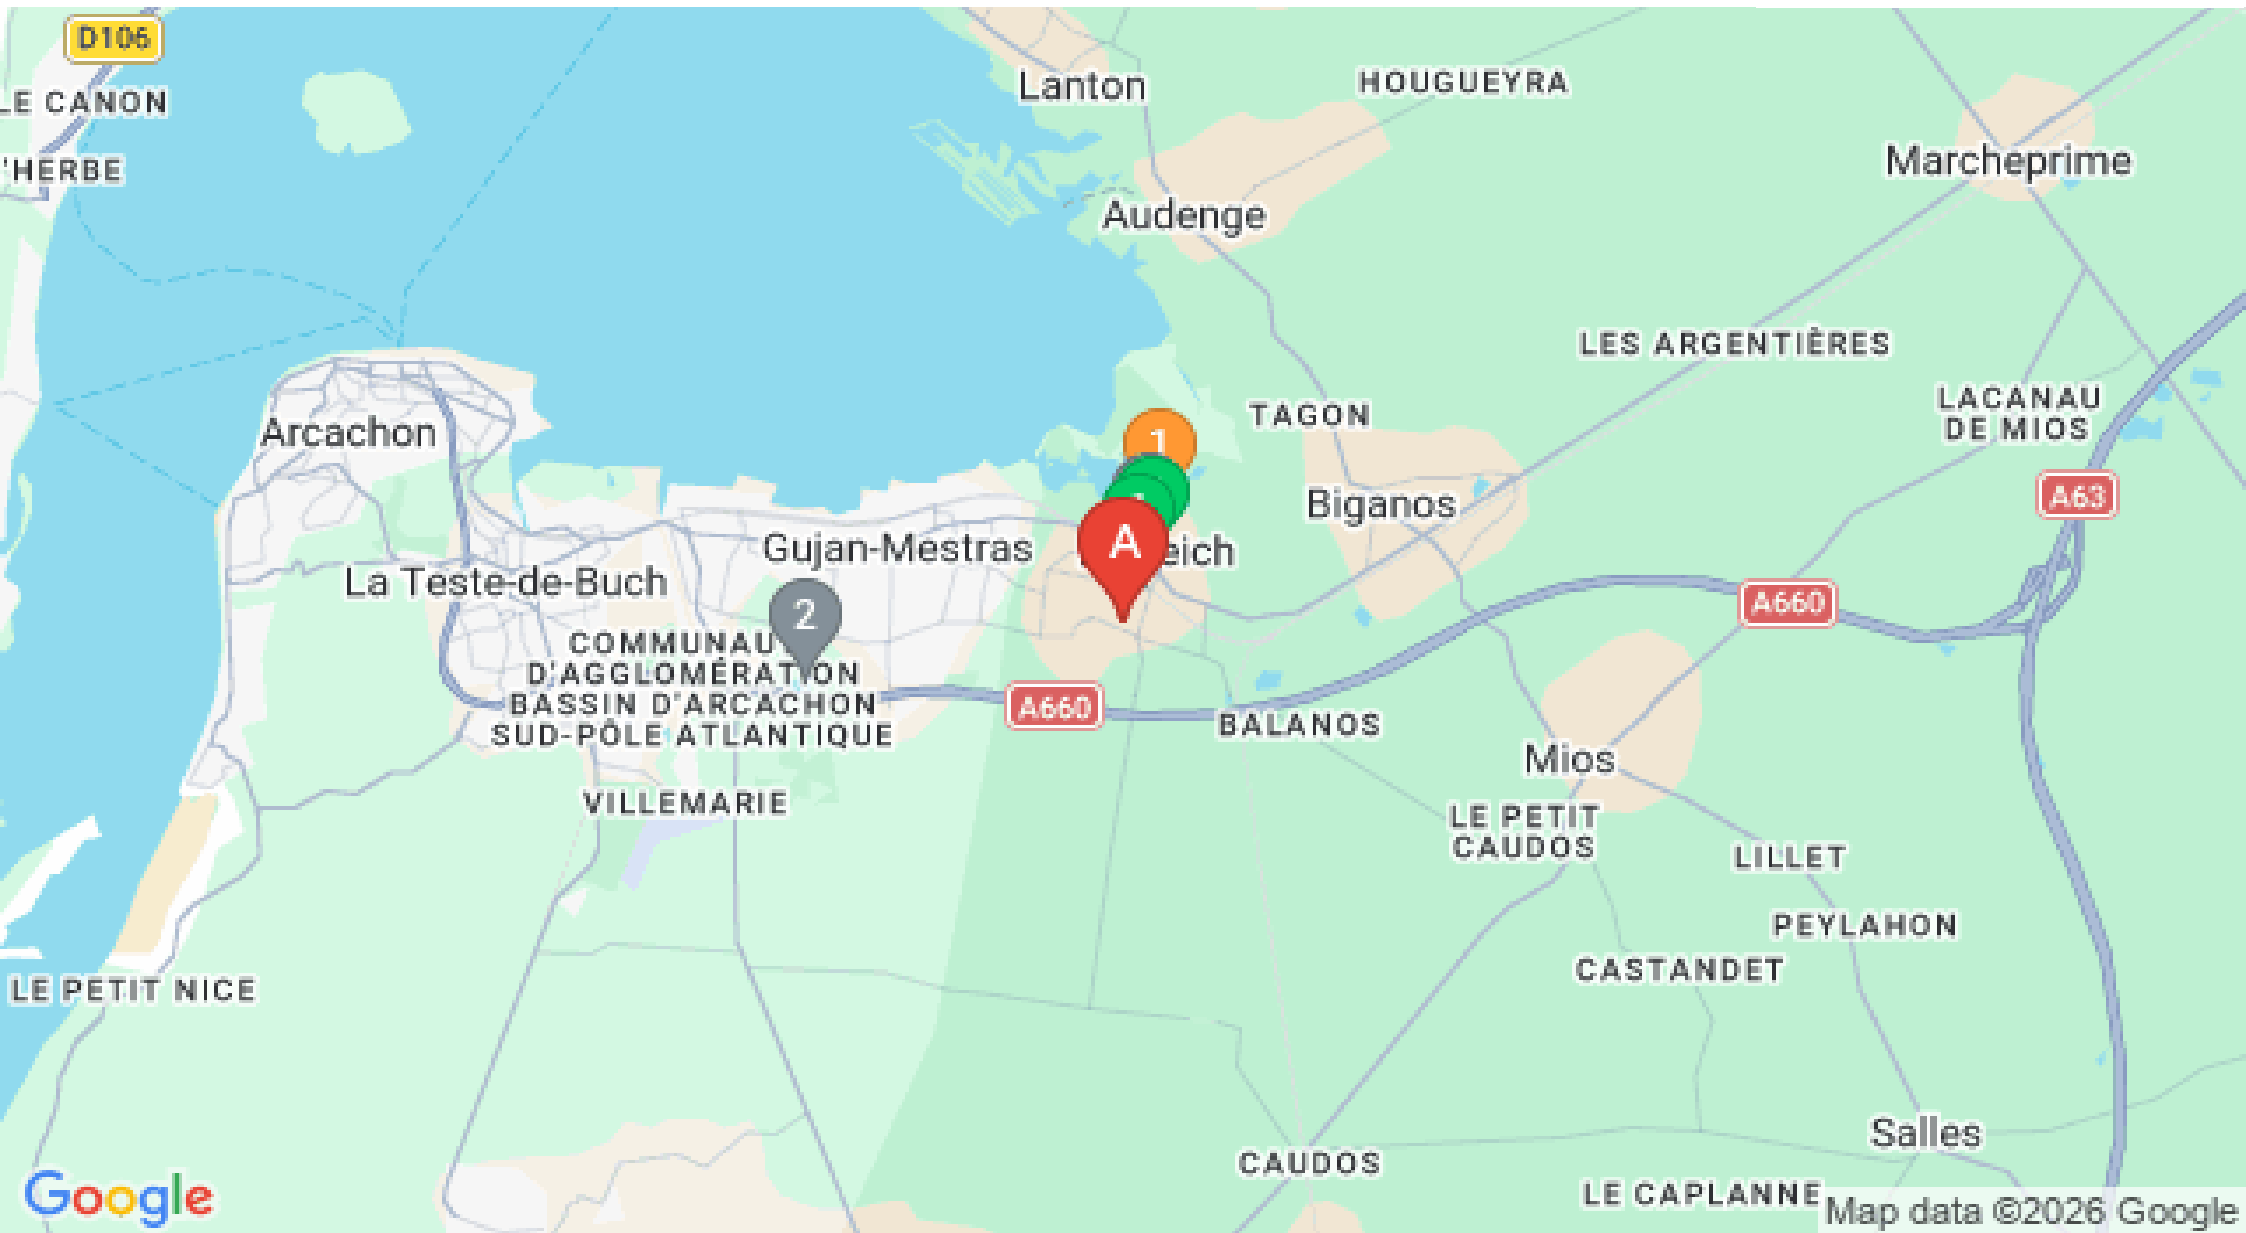 D106
LE CANON
'HERBE
Lanton
HOUGUEYRA
Marcheprime
Audenge
LES ARGENTIÈRES
TAGON
LACANAU
DE MIOS
Arcachon
1
Biganos
A63
A
eich
Gujan-Mestras
La Teste-de-Buch
2
A660
COMMUNAU
D'AGGLOMÉRATION
BASSIN D'ARCACHON
SUD-PÔLE ATLANTIQUE
A660
BALANOS
Mios
VILLEMARIE
LE PETIT
CAUDOS
LILLET
PEYLAHON
CASTANDET
LE PETIT NICE
Salles
CAUDOS
LE CAPLANNE
Google
Map data ©2026 Google